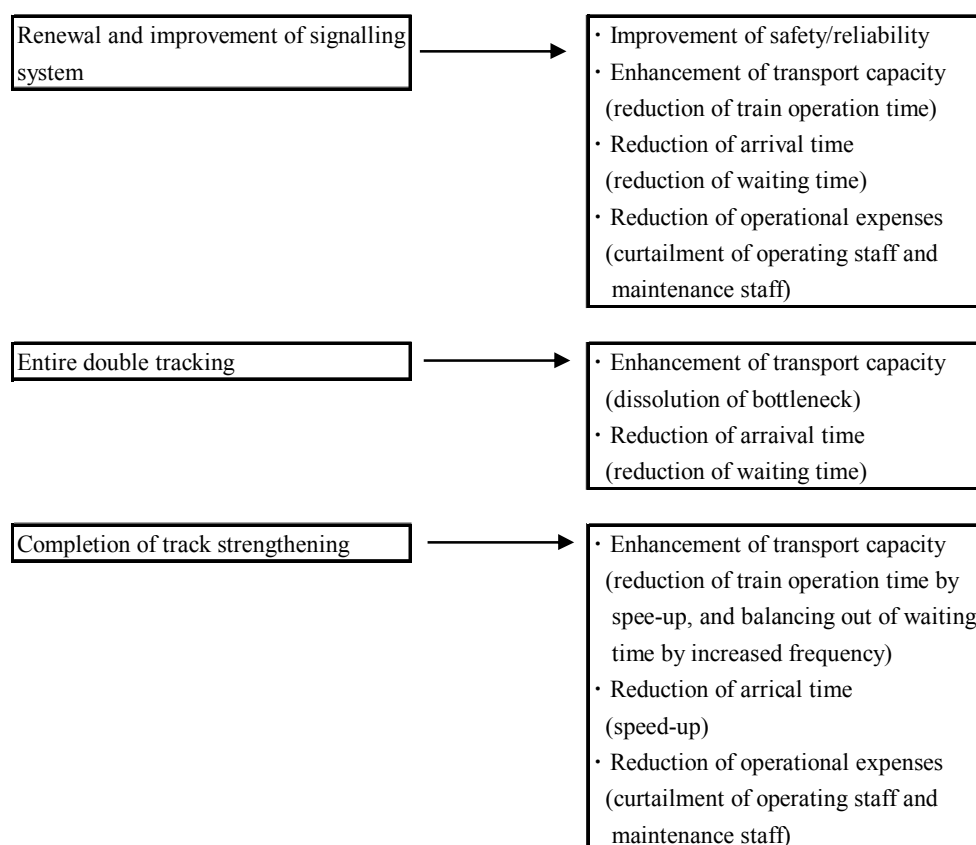 Renewal and improvement of signalling
system
・Improvement of safety/reliability
・Enhancement of transport capacity
(reduction of train operation time)
・Reduction of arrival time
(reduction of waiting time)
・Reduction of operational expenses
(curtailment of operating staff and
maintenance staff)
Entire double tracking
・Enhancement of transport capacity
(dissolution of bottleneck)
・Reduction of arraival time
(reduction of waiting time)
Completion of track strengthening
・Enhancement of transport capacity
(reduction of train operation time by
spee-up, and balancing out of waiting
time by increased frequency)
・Reduction of arrical time
(speed-up)
・Reduction of operational expenses
(curtailment of operating staff and
maintenance staff)